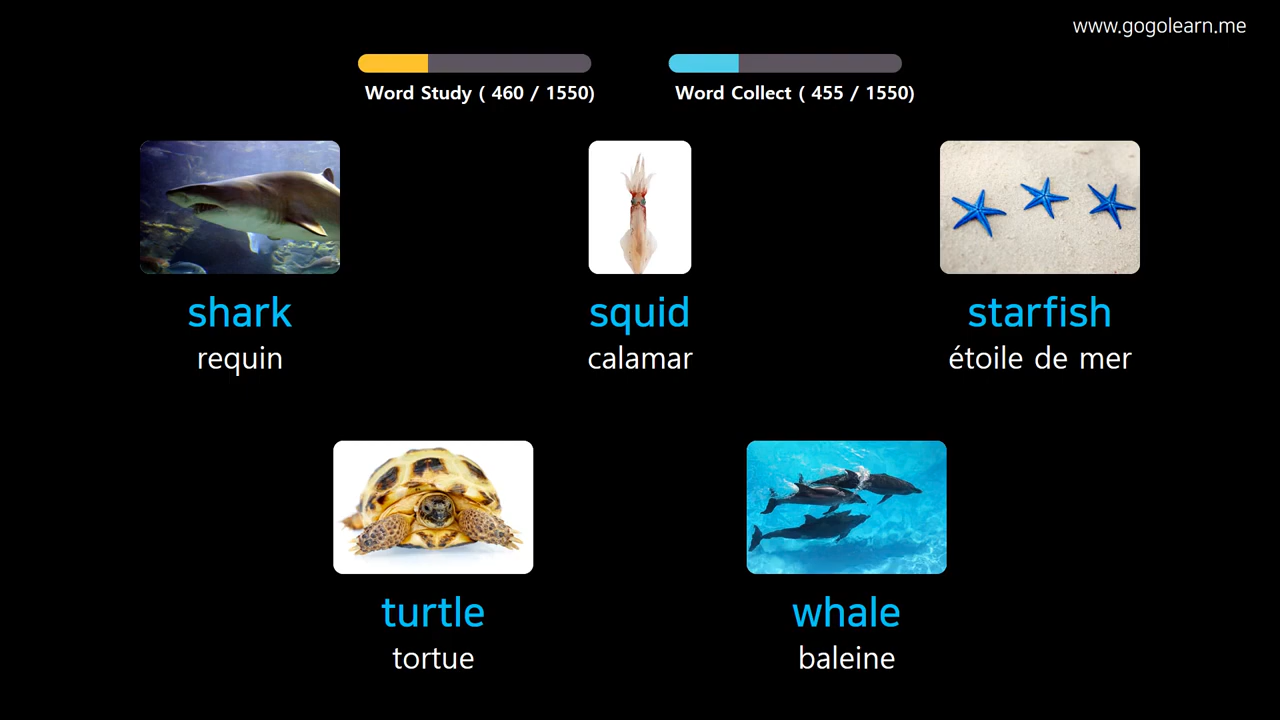 www.gogolearn.me
Word Study ( 460 / 1550)
Word Collect ( 455 / 1550)
shark
requin
squid
calamar
starfish
étoile de mer
turtle
tortue
whale
baleine